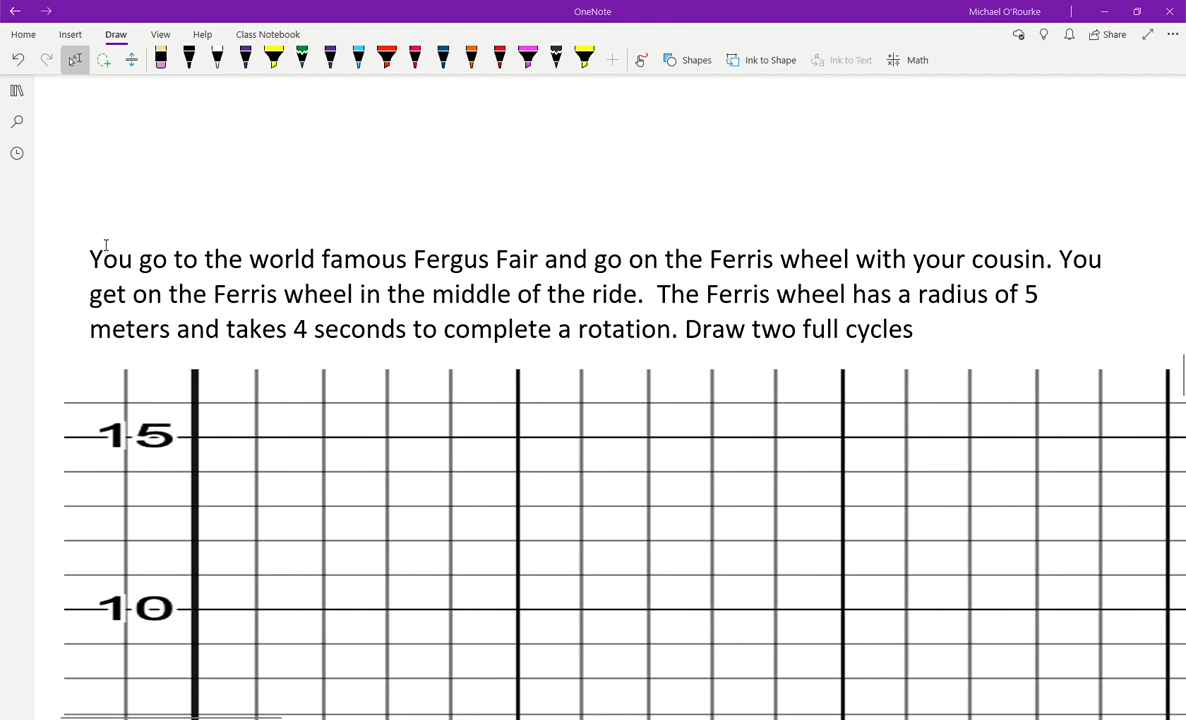 OneNote
Michael O'Rourke
Home Insert Draw View Help Class Notebook
Share
Shapes Ink to Shape Ink to Text Math
You go to the world famous Fergus Fair and go on the Ferris wheel with your cousin. You
get on the Ferris wheel in the middle of the ride.  The Ferris wheel has a radius of 5
meters and takes 4 seconds to complete a rotation. Draw two full cycles
15
10